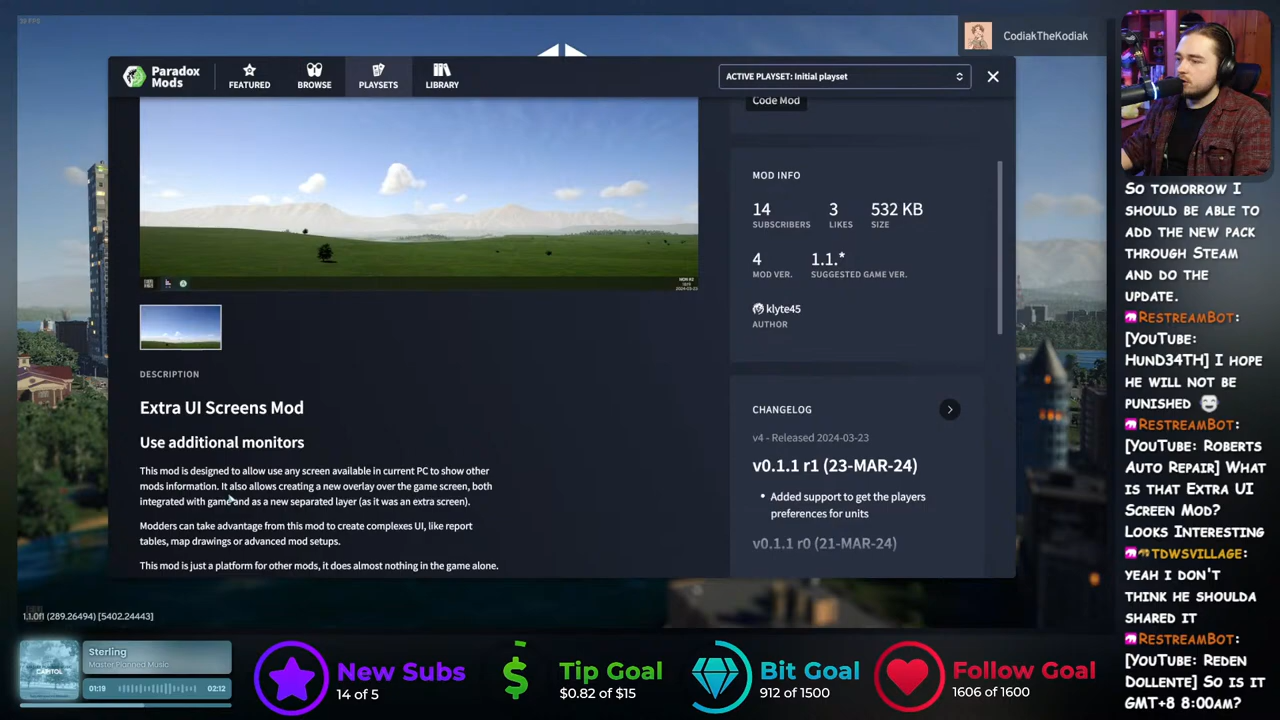 39 FPS
CodiakTheKodiak
Paradox
Mods
FEATURED
BROWSE
PLAYSETS
LIBRARY
ACTIVE PLAYSET: Initial playset
Code Mod
MOD INFO
14
SUBSCRIBERS
3
LIKES
532 KB
SIZE
4
MOD VER.
1.1.*
SUGGESTED GAME VER.
klyte45
AUTHOR
DESCRIPTION
Extra UI Screens Mod
Use additional monitors
This mod is designed to allow use any screen available in current PC to show other
mods information. It also allows creating a new overlay over the game screen, both
integrated with game and as a new separated layer (as it was an extra screen).
Modders can take advantage from this mod to create complexes UI, like report
tables, map drawings or advanced mod setups.
This mod is just a platform for other mods, it does almost nothing in the game alone.
CHANGELOG
v4 - Released 2024-03-23
v0.1.1 r1 (23-MAR-24)
• Added support to get the players
preferences for units
v0.1.1 r0 (21-MAR-24)
1.1.0f1 (289.26494) [5402.24443]
So tomorrow I
should be able to
add the new pack
through Steam
and do the
update.
RestreamBot:
[YouTube:
HunD34TH] I hope
he will not be
punished
RestreamBot:
[YouTube: Roberts
Auto Repair] What
is that Extra UI
Screen Mod?
Looks Interesting
TDWSVillage:
yeah I don't
think he shoulda
shared it
RestreamBot:
[YouTube: Reden
Dollente] So is it
GMT+8 8:00am?
CAPITOL
Sterling
Master Planned Music
01:19
02:12
New Subs
14 of 5
Tip Goal
$0.82 of $15
Bit Goal
912 of 1500
Follow Goal
1606 of 1600